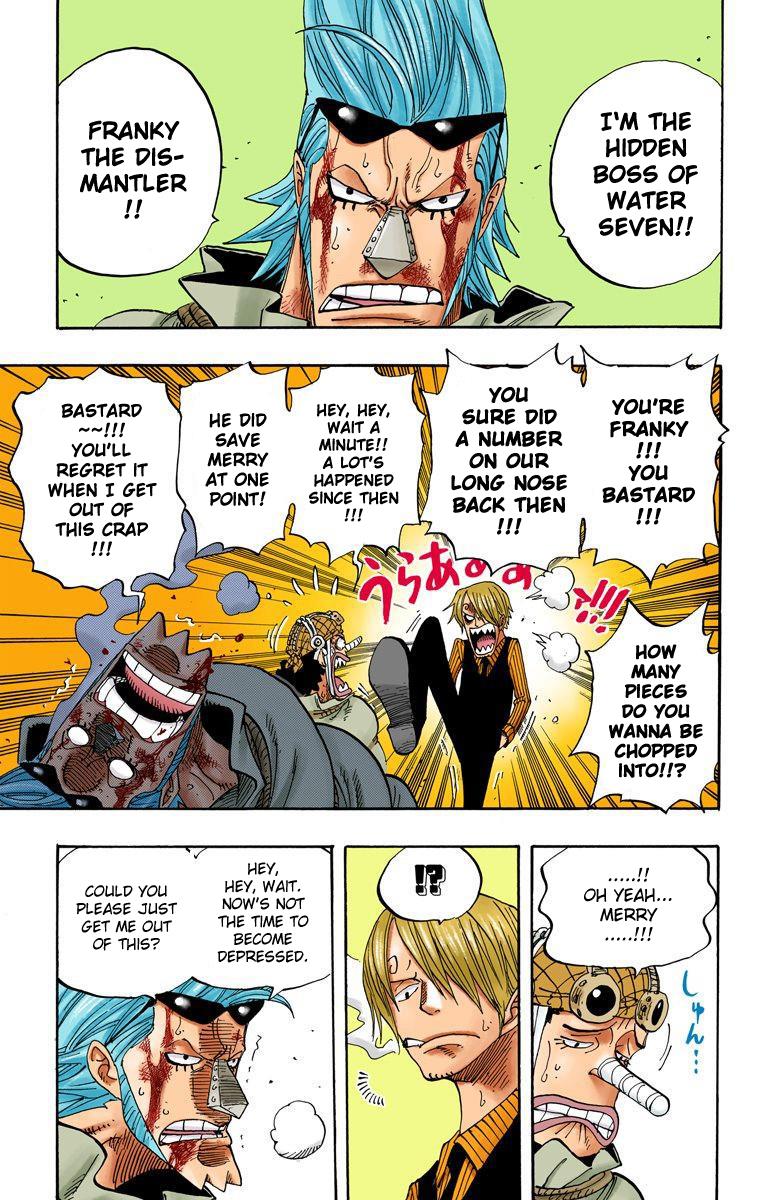 I'M THE
HIDDEN
BOSS OF
WATER
SEVEN!!
FRANKY
THE DIS-
MANTLER
!!
YOU'RE
FRANKY
!!!
YOU
BASTARD
!!!
YOU
SURE DID
A NUMBER
ON OUR
LONG NOSE
BACK THEN
!!!
HEY, HEY,
WAIT A
MINUTE!!
A LOT'S
HAPPENED
SINCE THEN
!!!
HE DID
SAVE
MERRY
AT ONE
POINT!
BASTARD
~~!!!
YOU'LL
REGRET IT
WHEN I GET
OUT OF
THIS CRAP
!!!
うらあのの?!!!
HOW
MANY
PIECES
DO YOU
WANNA BE
CHOPPED
INTO!!?
.....!!
OH YEAH...
MERRY
.....!!!
しゅん…
!?
HEY,
HEY, WAIT.
NOW'S NOT
THE TIME TO
BECOME
DEPRESSED.
COULD YOU
PLEASE JUST
GET ME OUT
OF THIS?